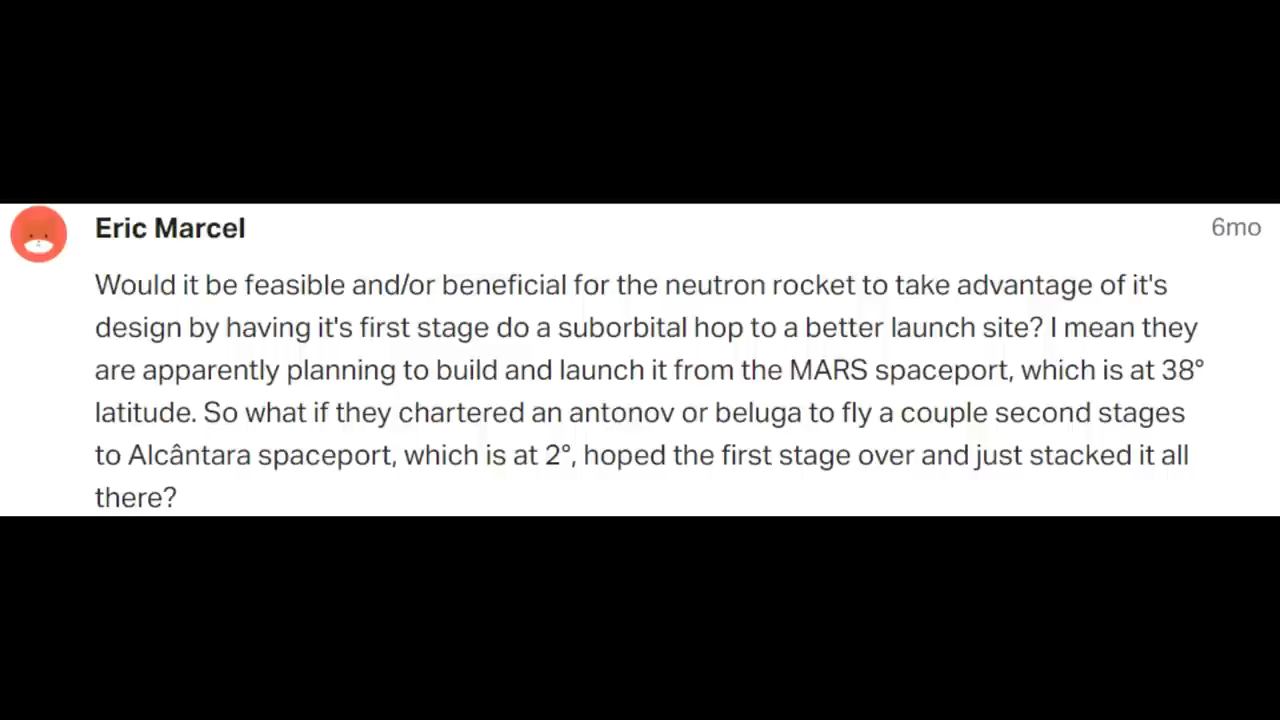 Eric Marcel
6mo
Would it be feasible and/or beneficial for the neutron rocket to take advantage of it's
design by having it's first stage do a suborbital hop to a better launch site? I mean they
are apparently planning to build and launch it from the MARS spaceport, which is at 38°
latitude. So what if they chartered an antonov or beluga to fly a couple second stages
to Alcântara spaceport, which is at 2°, hoped the first stage over and just stacked it all
there?